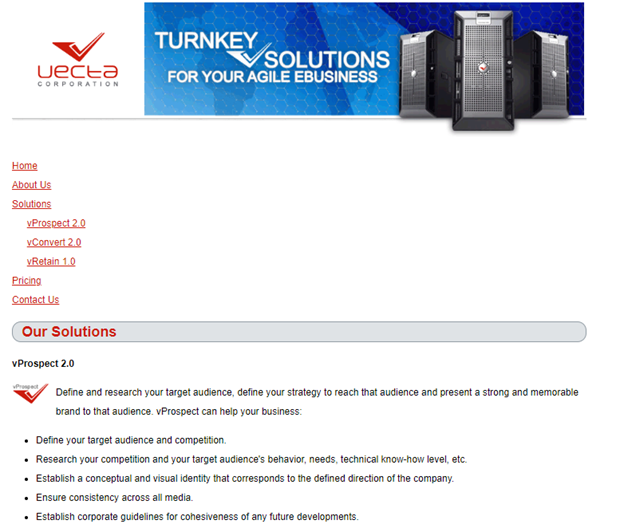 vecta
CORPORATION
TURNKEY
SOLUTIONS
FOR YOUR AGILE EBUSINESS
Home
About Us
Solutions
vProspect 2.0
vConvert 2.0
vRetain 1.0
Pricing
Contact Us
Our Solutions
vProspect 2.0
vProspect
Define and research your target audience, define your strategy to reach that audience and present a strong and memorable
brand to that audience. vProspect can help your business:
• Define your target audience and competition.
• Research your competition and your target audience's behavior, needs, technical know-how level, etc.
• Establish a conceptual and visual identity that corresponds to the defined direction of the company.
• Ensure consistency across all media.
• Establish corporate guidelines for cohesiveness of any future developments.